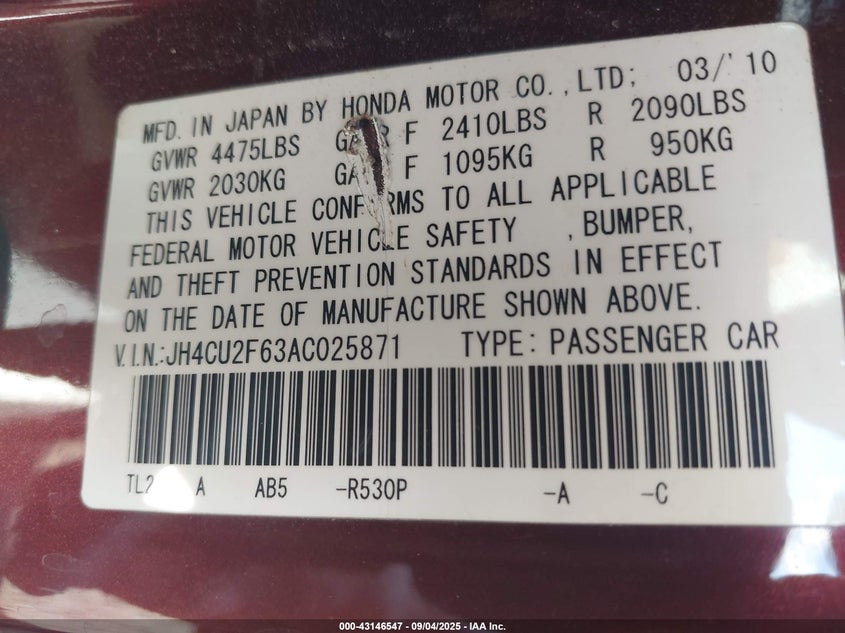 MFD. IN JAPAN BY HONDA MOTOR CO.,LTD; 03/'10
GVWR 4475LBS F 2410LBS R 2090LBS
GVWR 2030KG F 1095KG R 950KG
THIS VEHICLE TO ALL APPLICABLE
FEDERAL MOTOR VEHICLE SAFETY , BUMPER,
AND THEFT PREVENTION STANDARDS IN EFFECT
ON THE DATE OF MANUFACTURE SHOWN ABOVE.
V.I.N.:JH4CU2F63AC025871 TYPE: PASSENGER CAR
TL2 A AB5 -R530P -A -C
000-43146547 - 09/04/2025 - IAA Inc.